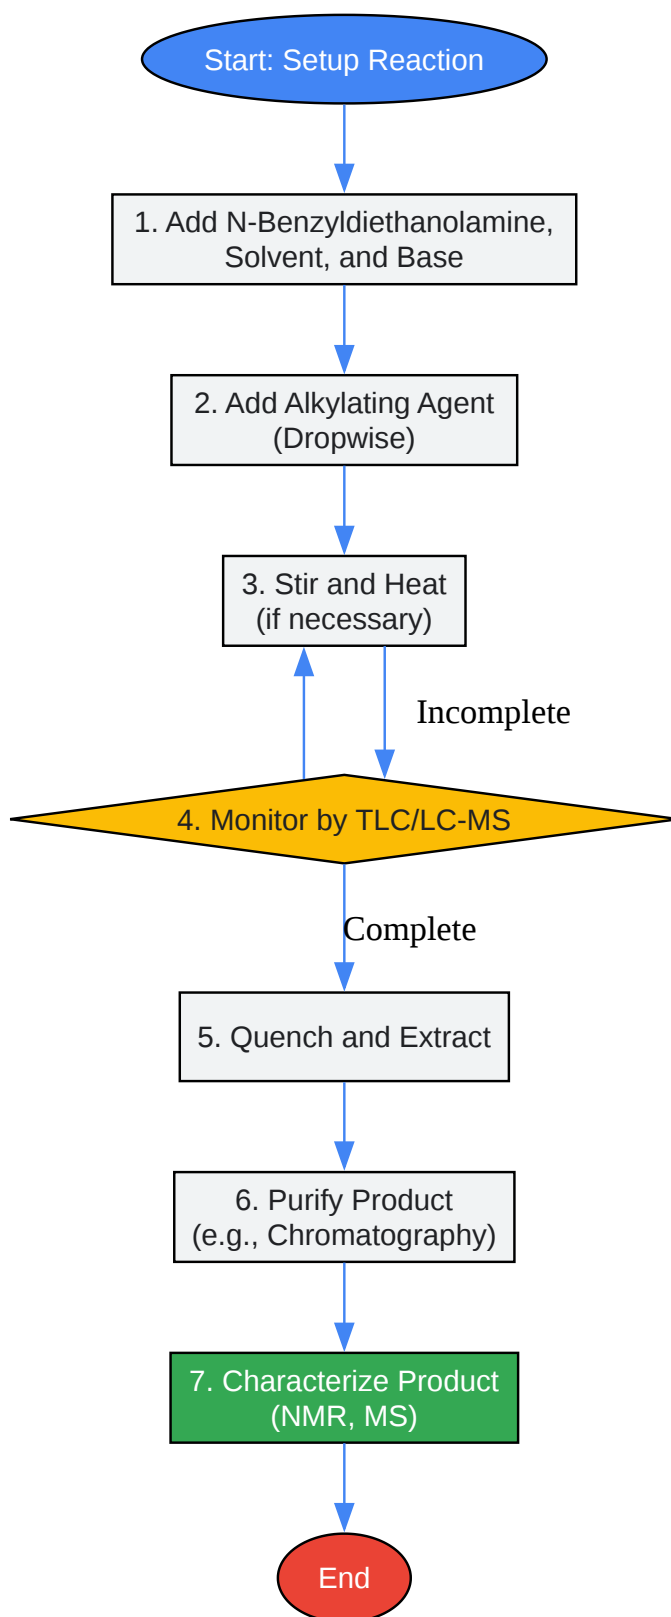 Start: Setup Reaction
1. Add N-Benzyldiethanolamine,
Solvent, and Base
2. Add Alkylating Agent
(Dropwise)
3. Stir and Heat
(if necessary)
Incomplete
4. Monitor by TLC/LC-MS
Complete
5. Quench and Extract
6. Purify Product
(e.g., Chromatography)
7. Characterize Product
(NMR, MS)
End